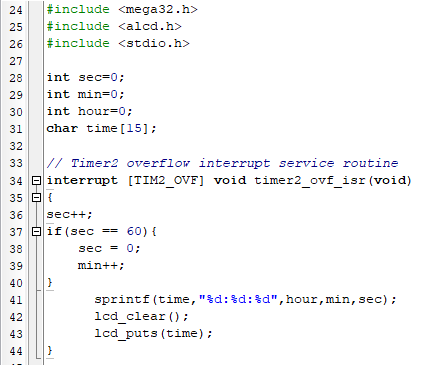 24 #include <mega32.h>
25 #include <alcd.h>
26 #include <stdio.h>
27
28 int sec=0;
29 int min=0;
30 int hour=0;
31 char time[15];
32
33 // Timer2 overflow interrupt service routine
34 interrupt [TIM2_OVF] void timer2_ovf_isr(void)
35 {
36 sec++;
37 if(sec == 60){
38     sec = 0;
39     min++;
40 }
41       sprintf(time,"%d:%d:%d",hour,min,sec);
42       lcd_clear();
43       lcd_puts(time);
44 }